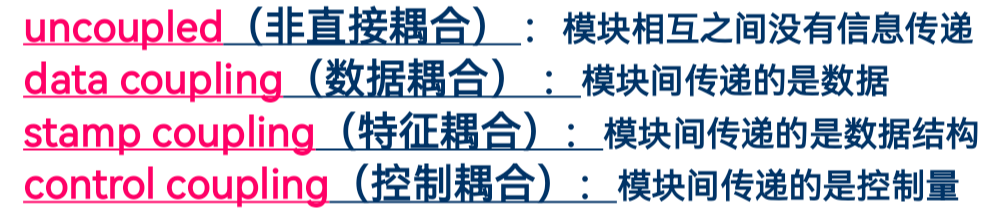 uncoupled（非直接耦合）：模块相互之间没有信息传递
data coupling（数据耦合）：模块间传递的是数据
stamp coupling（特征耦合）：模块间传递的是数据结构
control coupling（控制耦合）：模块间传递的是控制量